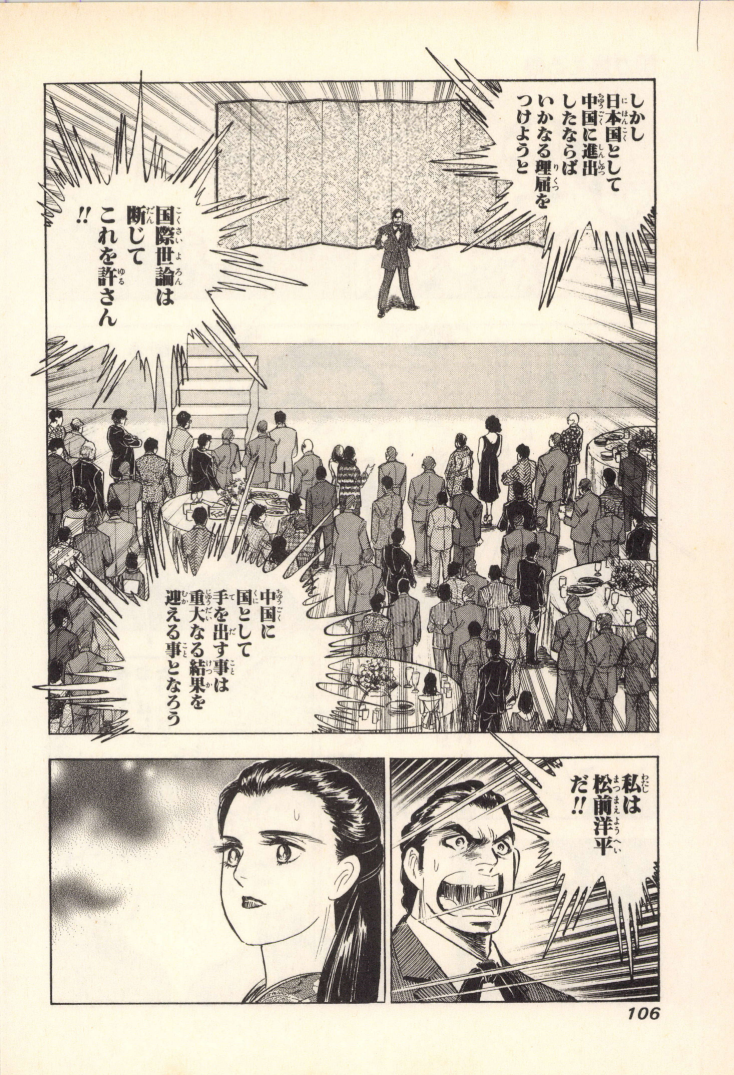 しかし
日本国として
中国に進出
したならば
いかなる理屈を
つけようと
国際世論は
断じて
これを許さん
!!
中国に
国として
手を出す事は
重大なる結果を
迎える事となろう
私は
松前洋平
だ!!
106